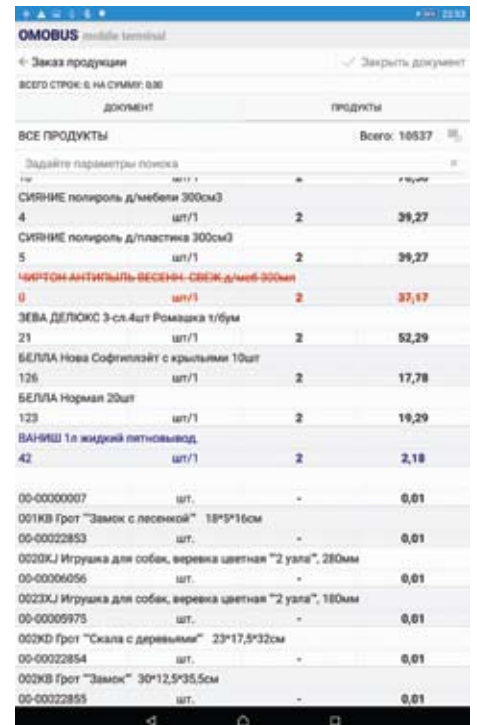 22:53
OMOBUS mobile terminal
Заказ продукции
Закрыть документ
ВСЕГО СТРОК: 0, НА СУММУ: 0,00
ДОКУМЕНТ ПРОДУКТЫ
ВСЕ ПРОДУКТЫ Всего: 10537
Задайте параметры поиска
СИЯНИЕ полироль д/мебели 300см3
4 шт/1 2 39,27
СИЯНИЕ полироль д/пластика 300см3
5 шт/1 2 39,27
ЧИРТОН АНТИПЫЛЬ ВЕСЕНН. СВЕЖ д/меб 300мл
0 шт/1 2 37,17
ЗЕВА ДЕЛЮКС 3-сл.4шт Ромашка т/бум
21 шт/1 2 52,29
БЕЛЛА Нова Софтиплэйт с крыльями 10шт
126 шт/1 2 17,78
БЕЛЛА Нормал 20шт
123 шт/1 2 19,29
ВАНИШ 1л жидкий пятновывод.
42 шт/1 2 2,18
00-00000007 шт. - 0,01
001KB Грот "Замок с лесенкой" 18*5*16см
00-00022853 шт. - 0,01
0020XJ Игрушка для собак, веревка цветная "2 узла", 280мм
00-00006056 шт. - 0,01
0023XJ Игрушка для собак, веревка цветная "2 узла", 180мм
00-00005975 шт. - 0,01
002KD Грот "Скала с деревьями" 23*17,5*32см
00-00022854 шт. - 0,01
002KB Грот "Замок" 30*12,5*35,5см
00-00022855 шт. - 0,01